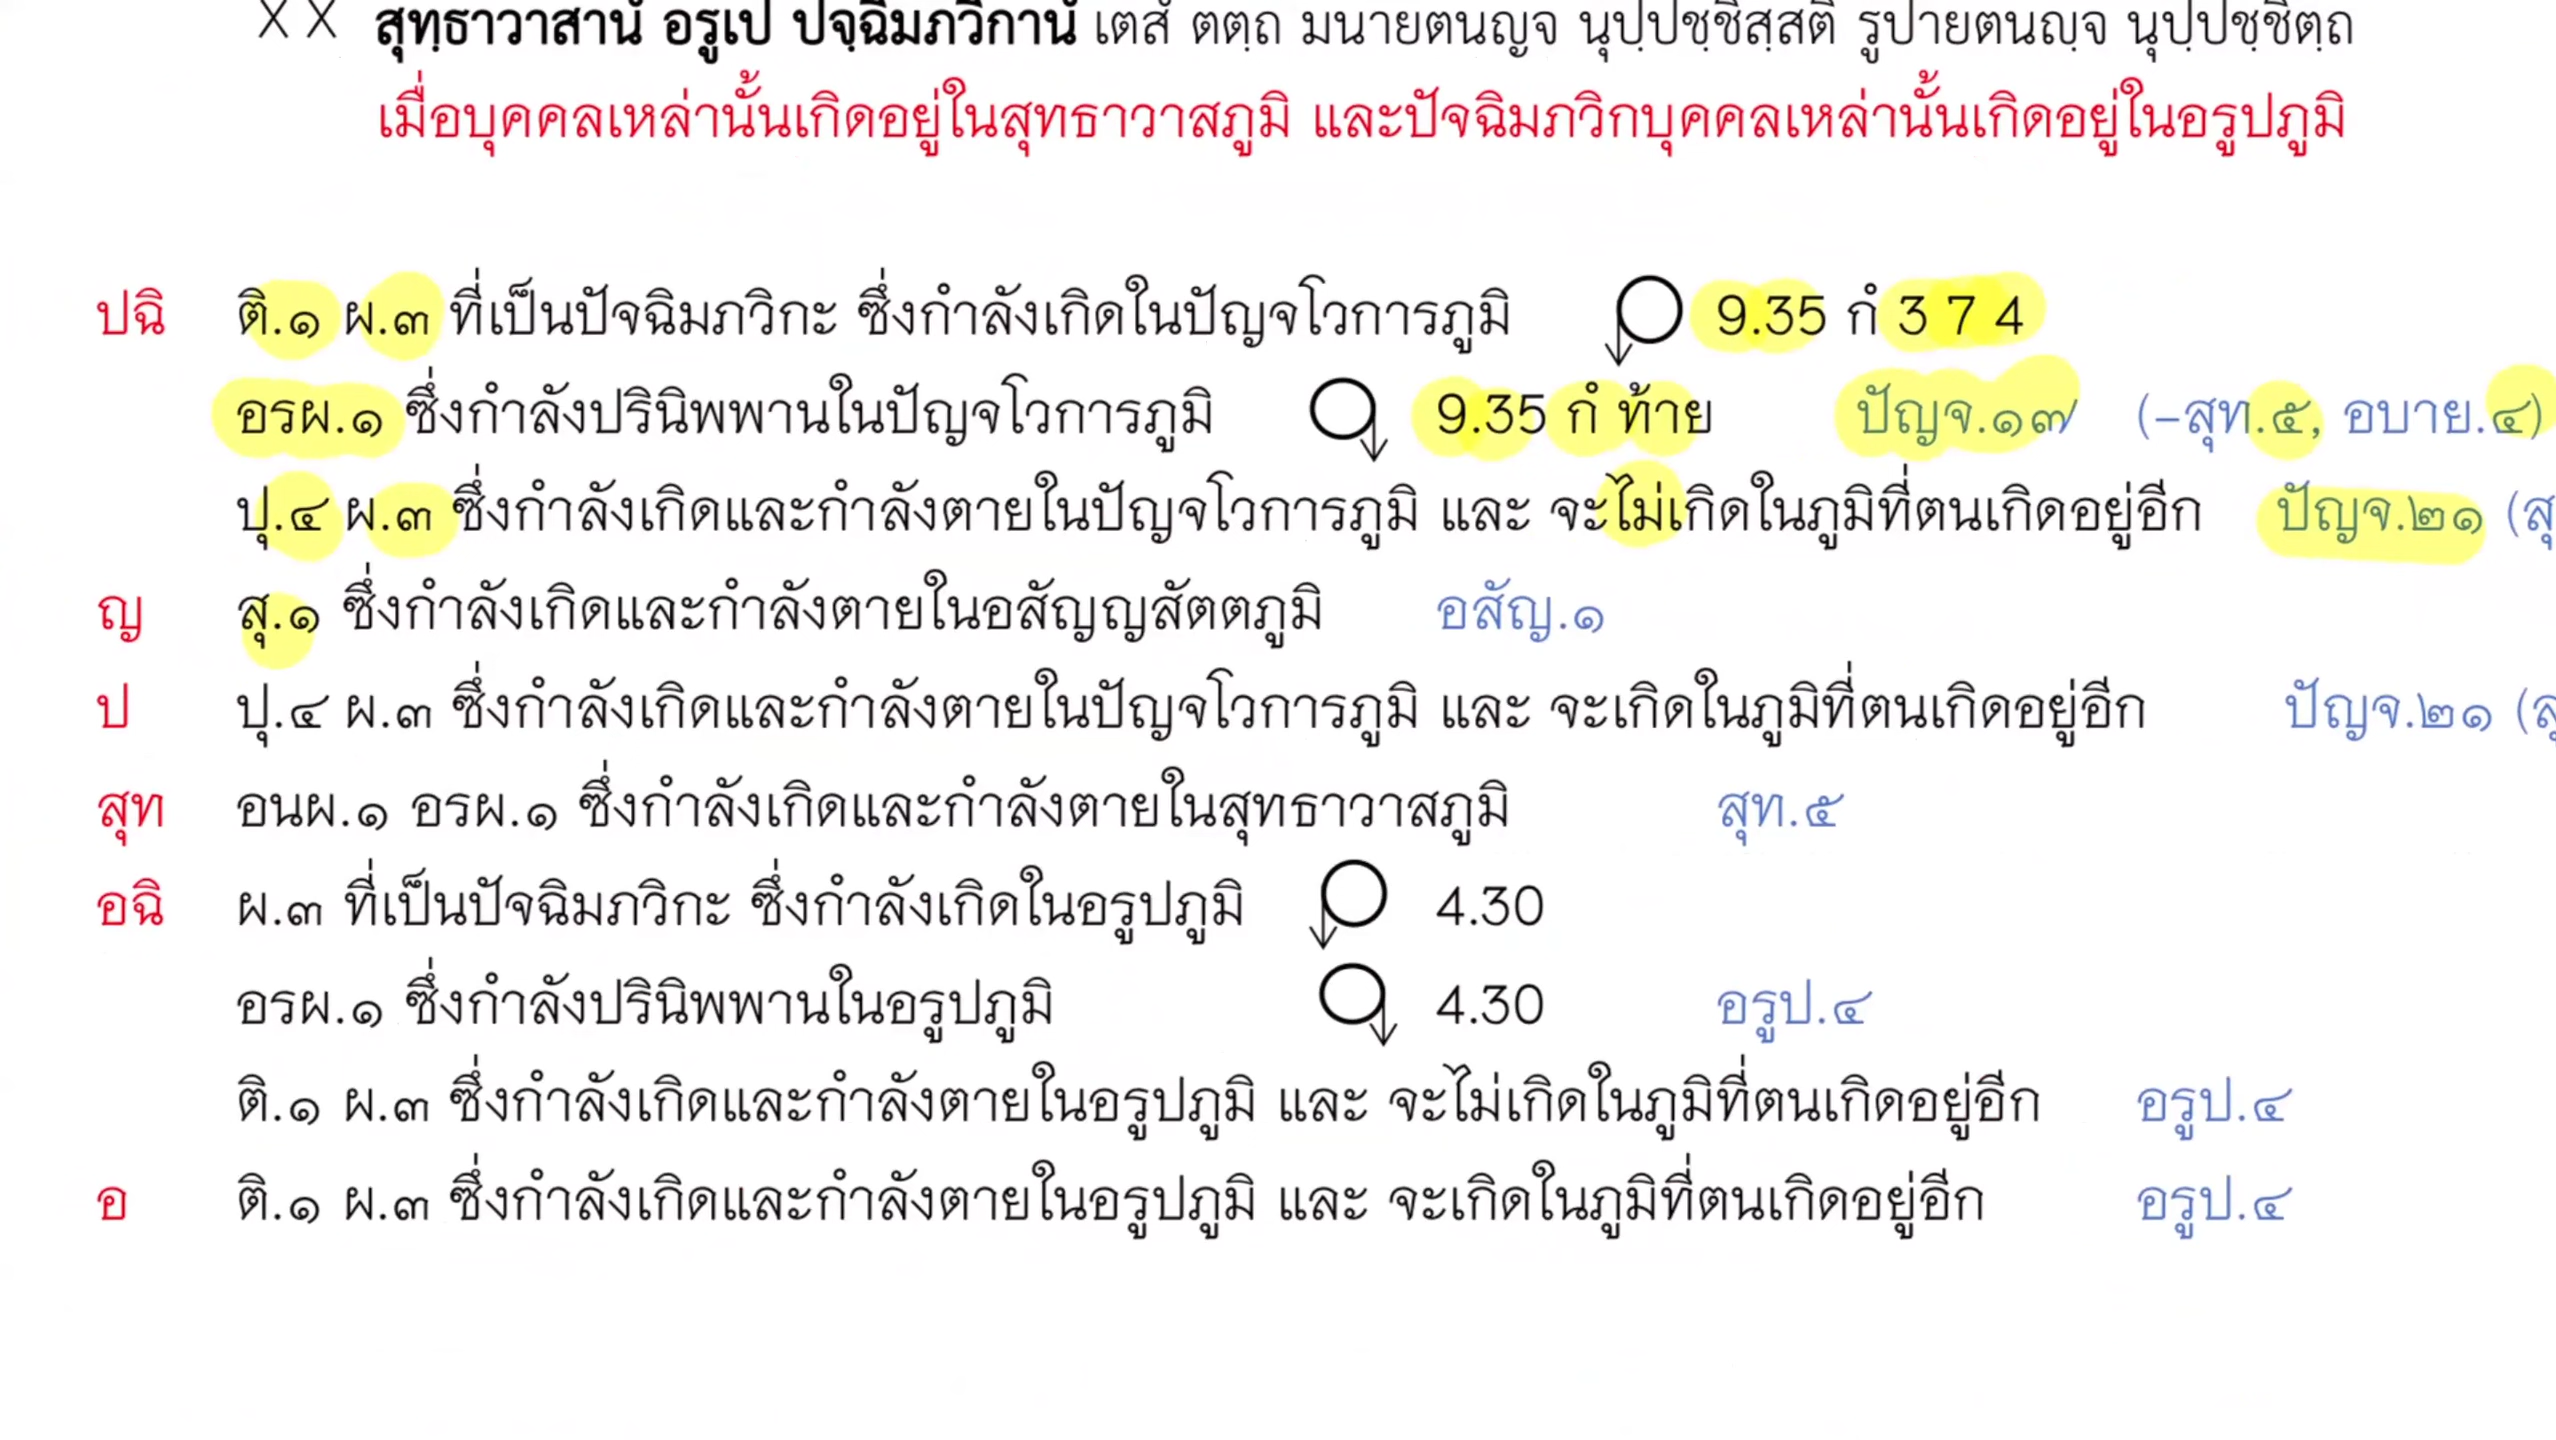 X X สุทฺธาวาสานํ อรูเป ปจฺฉิมภวิกานํ เตสํ ตตฺถ มนายตนญฺจ นุปฺปชฺชิสฺสติ รูปายตนญฺจ นุปฺปชฺชิตฺถ
เมื่อบุคคลเหล่านั้นเกิดอยู่ในสุทธาวาสภูมิ และปัจฉิมภวิกบุคคลเหล่านั้นเกิดอยู่ในอรูปภูมิ
ปฉิ ติ.๑ ผ.๓ ที่เป็นปัจฉิมภวิกะ ซึ่งกำลังเกิดในปัญจโวการภูมิ 9.35 กํ 3 7 4
อรผ.๑ ซึ่งกำลังปรินิพพานในปัญจโวการภูมิ 9.35 กํ ท้าย ปัญจ.๑๗ (-สุท.๕, อบาย.๔)
ปุ.๔ ผ.๓ ซึ่งกำลังเกิดและกำลังตายในปัญจโวการภูมิ และ จะไม่เกิดในภูมิที่ตนเกิดอยู่อีก ปัญจ.๒๑ (สุ
ญ สุ.๑ ซึ่งกำลังเกิดและกำลังตายในอสัญญสัตตภูมิ อสัญ.๑
ป ปุ.๔ ผ.๓ ซึ่งกำลังเกิดและกำลังตายในปัญจโวการภูมิ และ จะเกิดในภูมิที่ตนเกิดอยู่อีก ปัญจ.๒๑ (สุ
สุท อนผ.๑ อรผ.๑ ซึ่งกำลังเกิดและกำลังตายในสุทธาวาสภูมิ สุท.๕
อฉิ ผ.๓ ที่เป็นปัจฉิมภวิกะ ซึ่งกำลังเกิดในอรูปภูมิ 4.30
อรผ.๑ ซึ่งกำลังปรินิพพานในอรูปภูมิ 4.30 อรูป.๔
ติ.๑ ผ.๓ ซึ่งกำลังเกิดและกำลังตายในอรูปภูมิ และ จะไม่เกิดในภูมิที่ตนเกิดอยู่อีก อรูป.๔
อ ติ.๑ ผ.๓ ซึ่งกำลังเกิดและกำลังตายในอรูปภูมิ และ จะเกิดในภูมิที่ตนเกิดอยู่อีก อรูป.๔